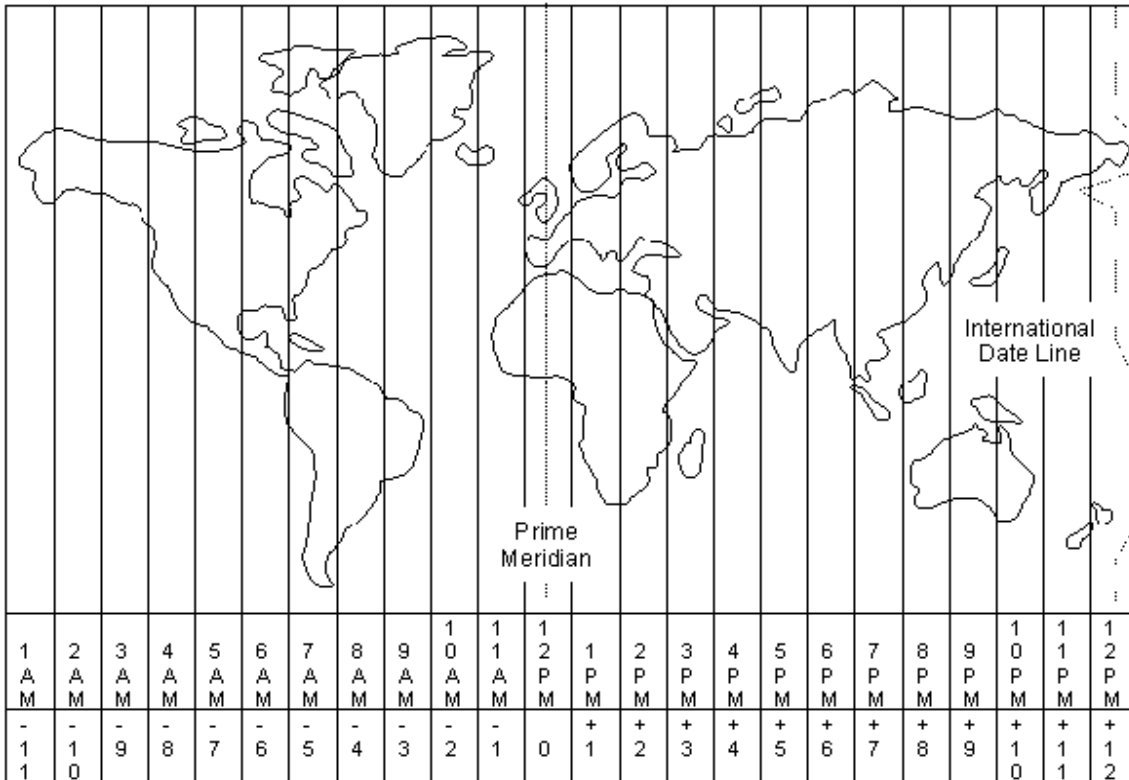 International
Date Line
Prime
Meridian
1 AM 2 AM 3 AM 4 AM 5 AM 6 AM 7 AM 8 AM 9 AM 10 AM 11 AM 12 PM 1 PM 2 PM 3 PM 4 PM 5 PM 6 PM 7 PM 8 PM 9 PM 10 PM 11 PM 12 PM
-11 -10 -9 -8 -7 -6 -5 -4 -3 -2 -1 0 +1 +2 +3 +4 +5 +6 +7 +8 +9 +10 +11 +12